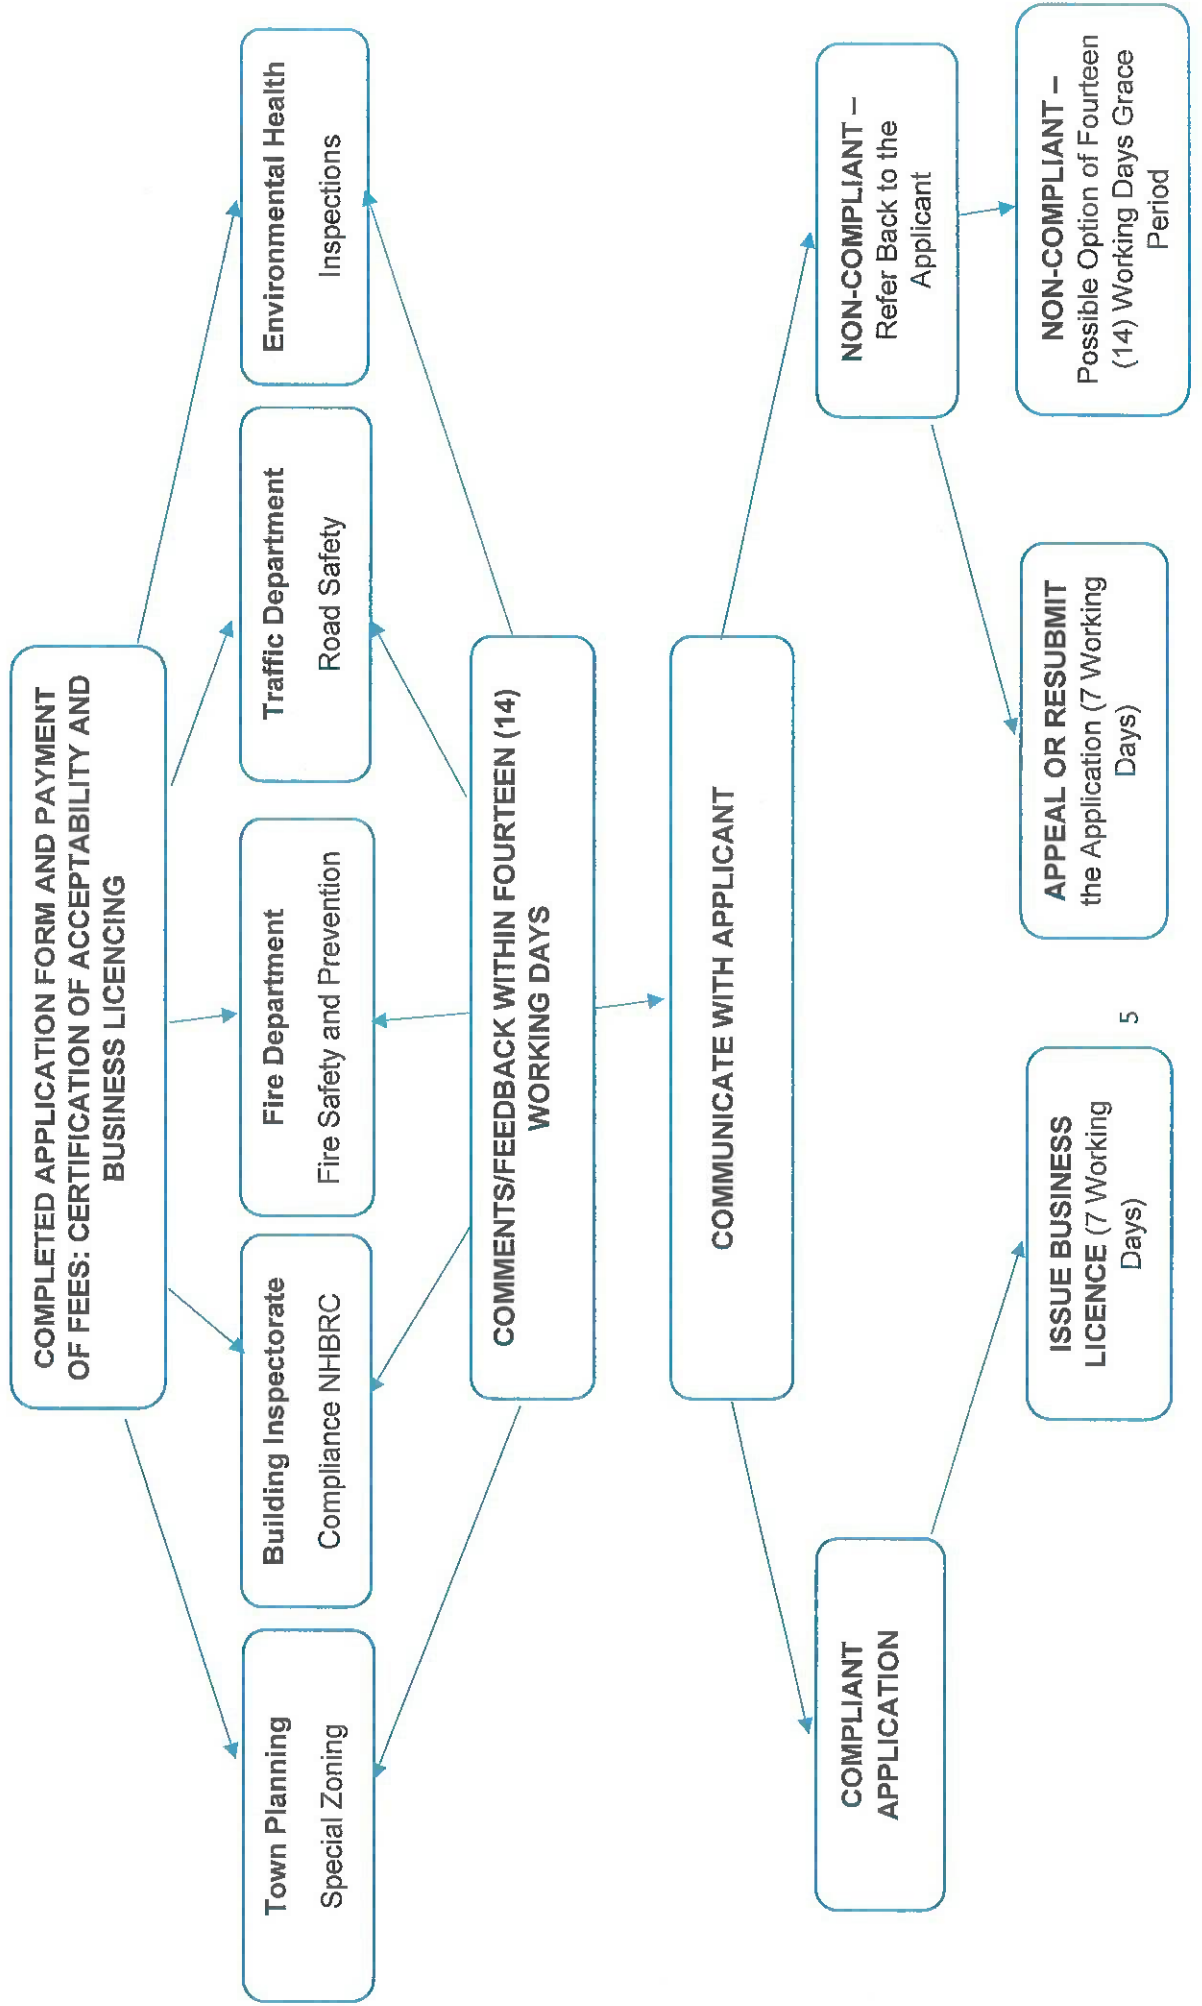 COMPLETED APPLICATION FORM AND PAYMENT
OF FEES: CERTIFICATION OF ACCEPTABILITY AND
BUSINESS LICENCING
Town Planning
Special Zoning
Building Inspectorate
Compliance NHBRC
Fire Department
Fire Safety and Prevention
Traffic Department
Road Safety
Environmental Health
Inspections
COMMENTS/FEEDBACK WITHIN FOURTEEN (14)
WORKING DAYS
COMMUNICATE WITH APPLICANT
COMPLIANT
APPLICATION
NON-COMPLIANT –
Refer Back to the
Applicant
ISSUE BUSINESS
LICENCE (7 Working
Days)
APPEAL OR RESUBMIT
the Application (7 Working
Days)
NON-COMPLIANT –
Possible Option of Fourteen
(14) Working Days Grace
Period
5